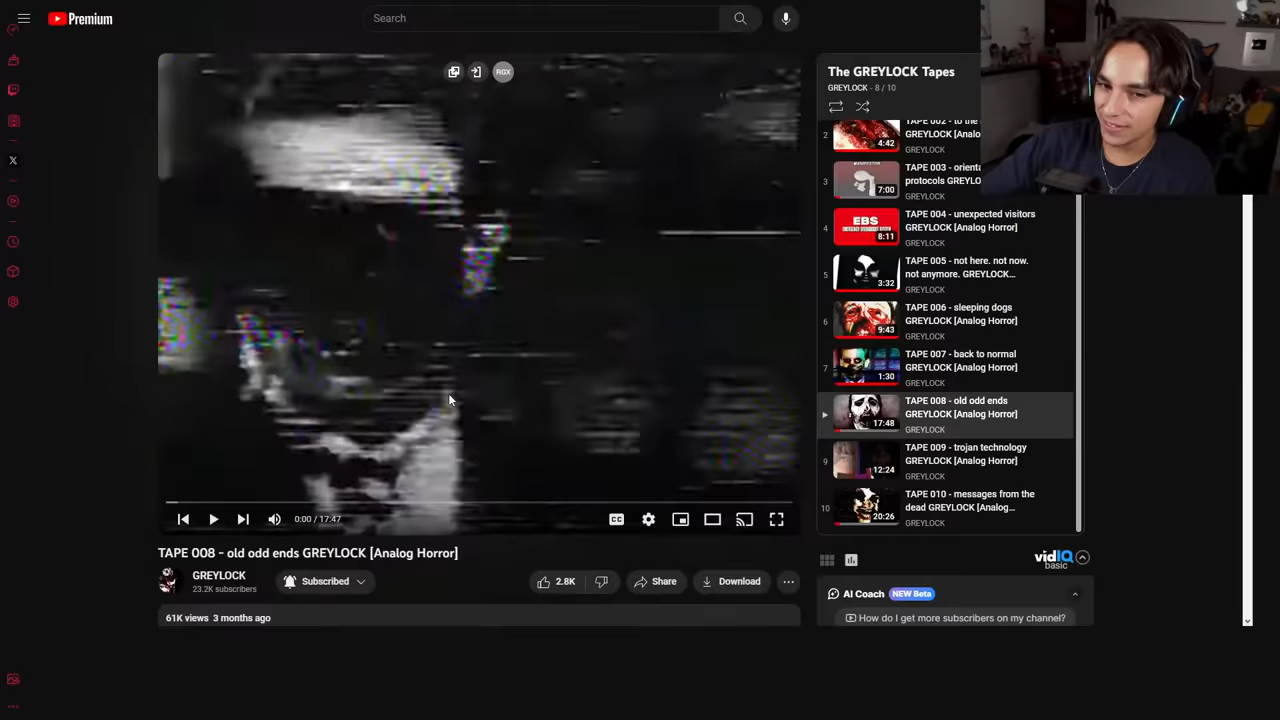 Premium
Search
RGX
0:00 / 17:47
TAPE 008 - old odd ends GREYLOCK [Analog Horror]
GREYLOCK
23.2K subscribers
Subscribed
2.8K
Share
Download
61K views 3 months ago
The GREYLOCK Tapes
GREYLOCK - 8 / 10
2
4:42
TAPE 002 - to the
GREYLOCK [Ana
GREYLOCK
3
7:00
TAPE 003 - orient
protocols GREYLO
GREYLOCK
4
EBS
8:11
TAPE 004 - unexpected visitors
GREYLOCK [Analog Horror]
GREYLOCK
5
3:32
TAPE 005 - not here. not now.
not anymore. GREYLOCK...
GREYLOCK
6
9:43
TAPE 006 - sleeping dogs
GREYLOCK [Analog Horror]
GREYLOCK
7
1:30
TAPE 007 - back to normal
GREYLOCK [Analog Horror]
GREYLOCK
17:48
TAPE 008 - old odd ends
GREYLOCK [Analog Horror]
GREYLOCK
9
12:24
TAPE 009 - trojan technology
GREYLOCK [Analog Horror]
GREYLOCK
10
20:26
TAPE 010 - messages from the
dead GREYLOCK [Analog...
GREYLOCK
vidIQ
basic
AI Coach NEW Beta
How do I get more subscribers on my channel?